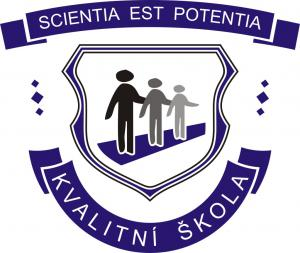 SCIENTIA EST POTENTIA
KVALITNÍ ŠKOLA